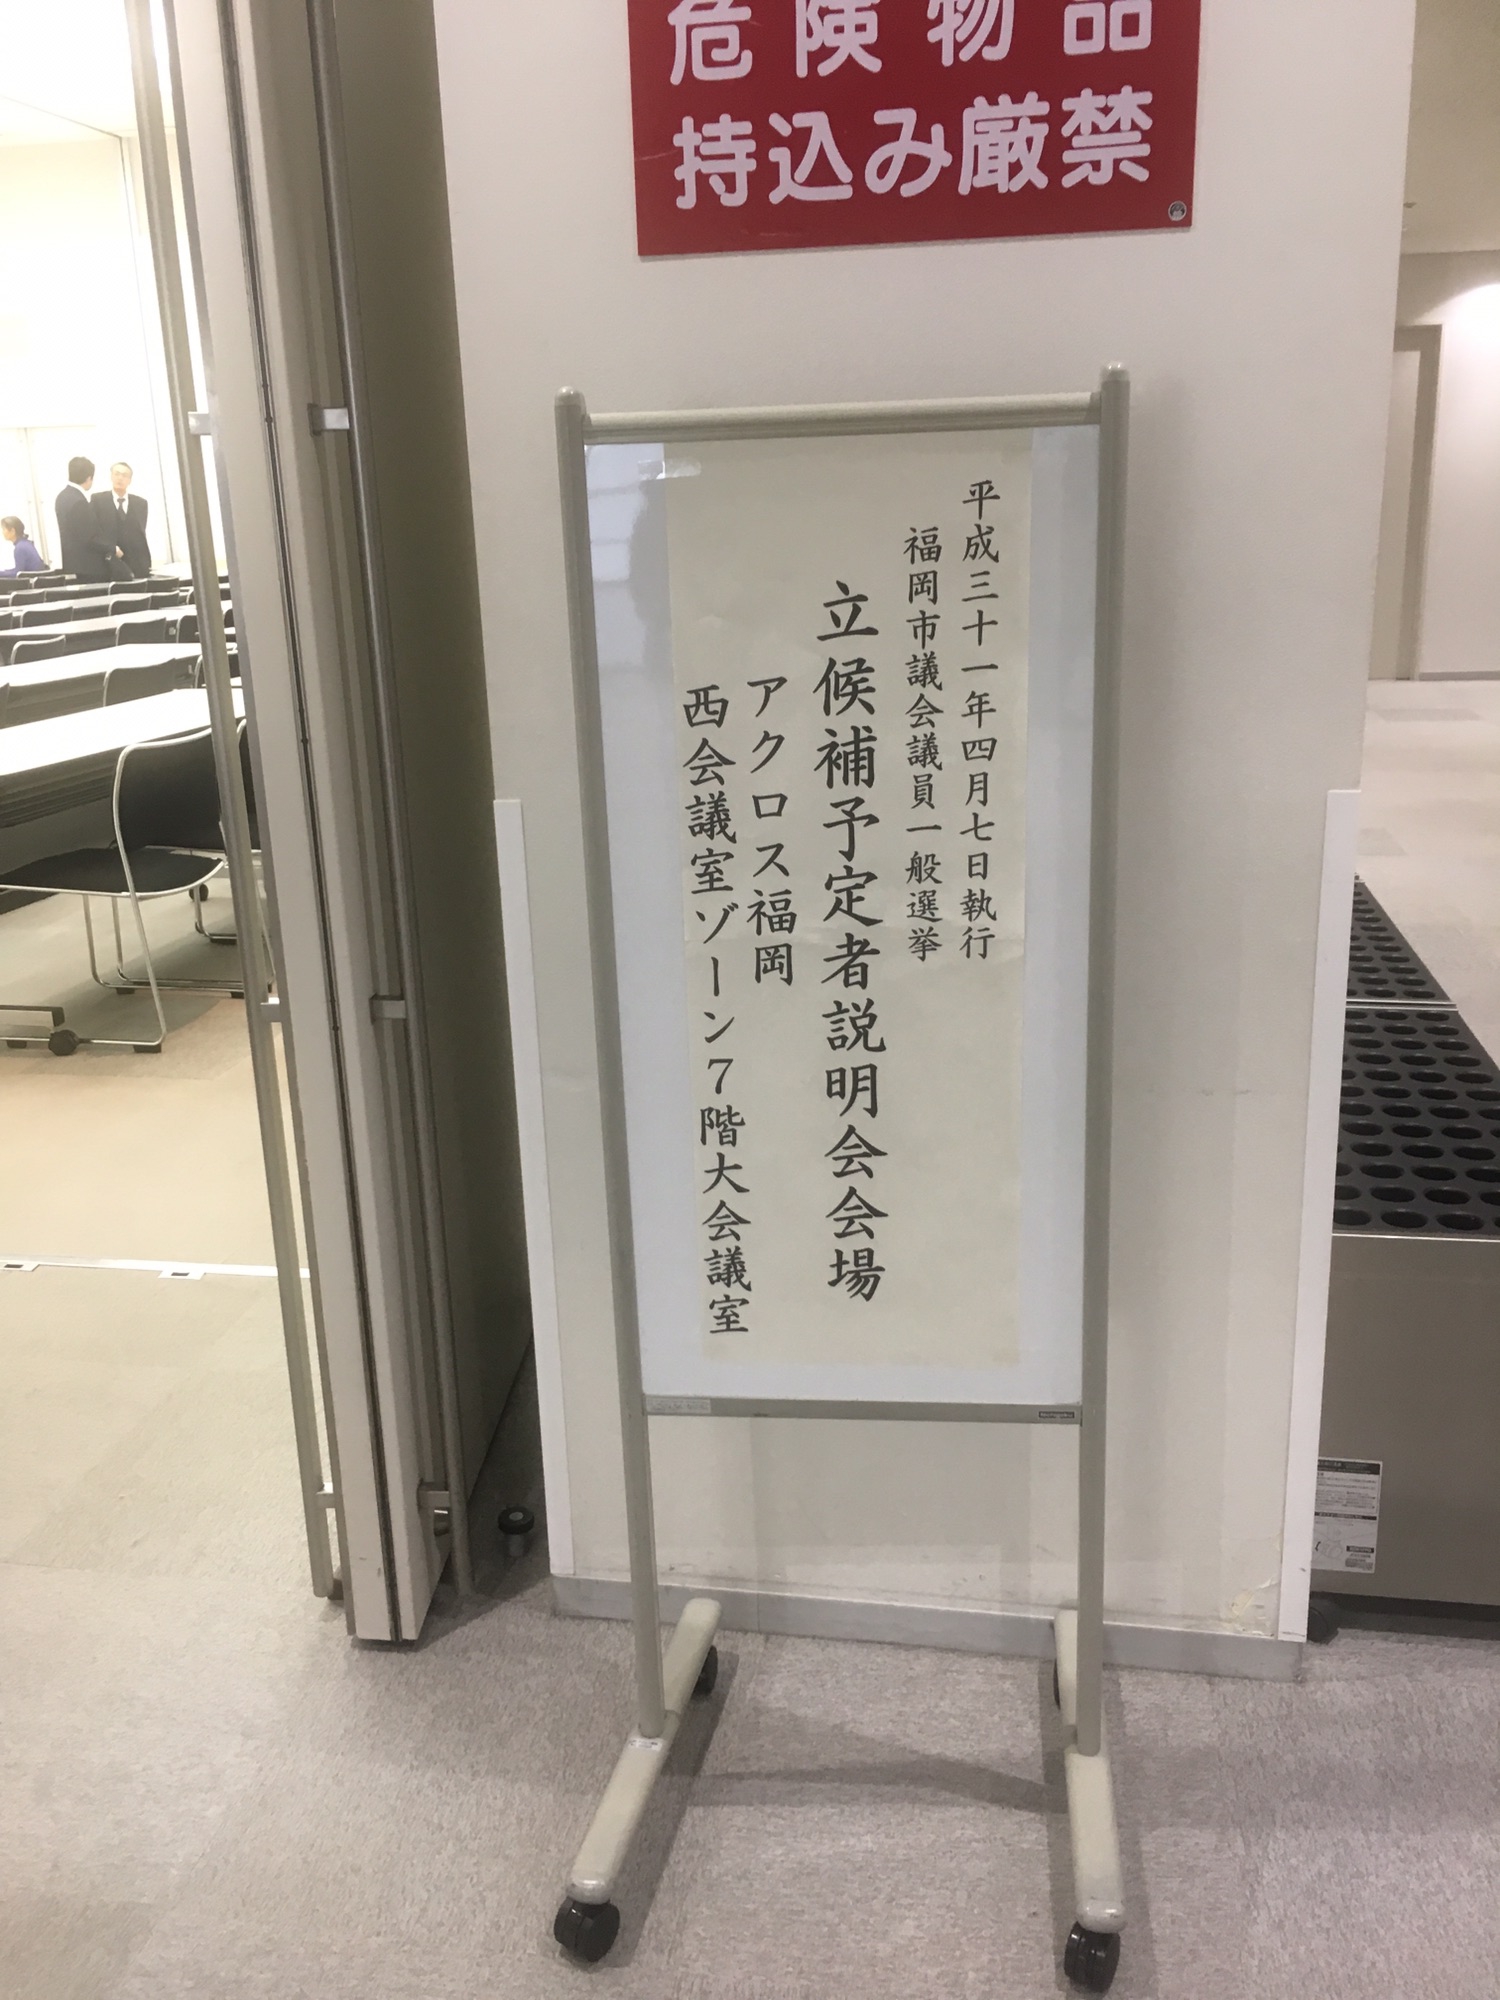 危険物品
持込み厳禁
平成三十一年四月七日執行
福岡市議会議員一般選挙
立候補予定者説明会会場
アクロス福岡
西会議室ゾーン7階大会議室